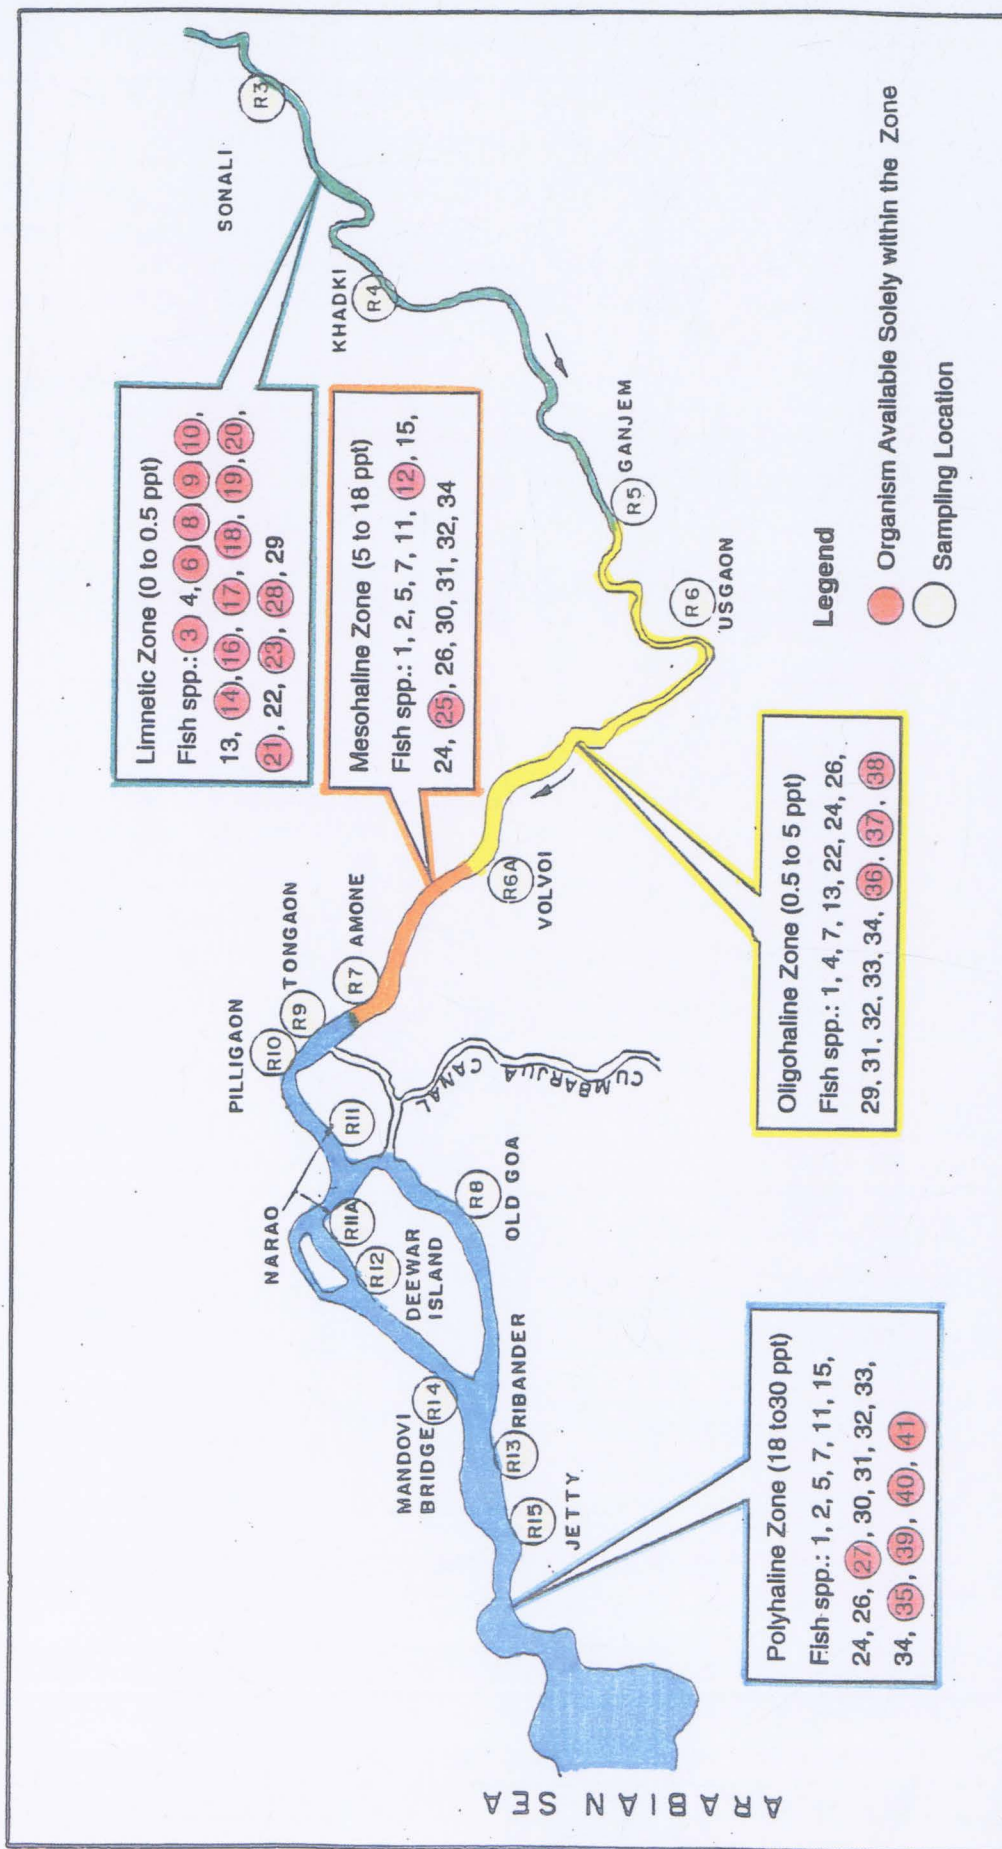 SONALI
R3
KHADKI
R4
Limnetic Zone (0 to 0.5 ppt)
Fish spp.: 3 4, 6, 8, 9, 10,
13, 14, 16, 17, 18, 19, 20,
21, 22, 23, 28, 29
Mesohaline Zone (5 to 18 ppt)
Fish spp.: 1, 2, 5, 7, 11, 12, 15,
24, 25, 26, 30, 31, 32, 34
R5 GANJEM
R6
USGAON
R6A
VOLVOI
R7 AMONE
R9 TONGAON
PILLIGAON
R10
R11
NARAO
R11A
R12
DEEWAR
ISLAND
CUMBARJUA CANAL
R8
OLD GOA
MANDOVI
BRIDGE R14
R13 RIBANDER
R15
JETTY
ARABIAN SEA
Oligohaline Zone (0.5 to 5 ppt)
Fish spp.: 1, 4, 7, 13, 22, 24, 26,
29, 31, 32, 33, 34, 36, 37, 38
Polyhaline Zone (18 to30 ppt)
Fish spp.: 1, 2, 5, 7, 11, 15,
24, 26, 27, 30, 31, 32, 33,
34, 35, 39, 40, 41
Legend
Organism Available Solely within the Zone
Sampling Location